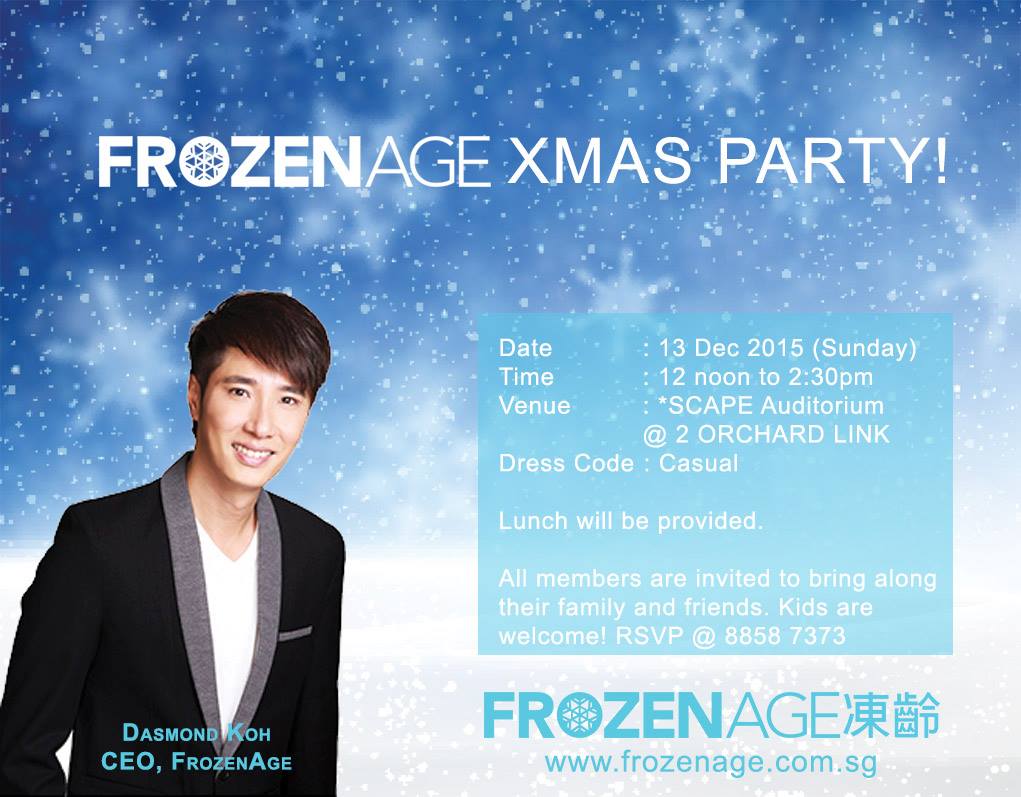 FROZENAGE XMAS PARTY!
Date : 13 Dec 2015 (Sunday)
Time : 12 noon to 2:30pm
Venue : *SCAPE Auditorium
@ 2 ORCHARD LINK
Dress Code : Casual
Lunch will be provided.
All members are invited to bring along
their family and friends. Kids are
welcome! RSVP @ 8858 7373
DASMOND KOH
CEO, FROZENAGE
FROZENAGE凍齡
www.frozenage.com.sg